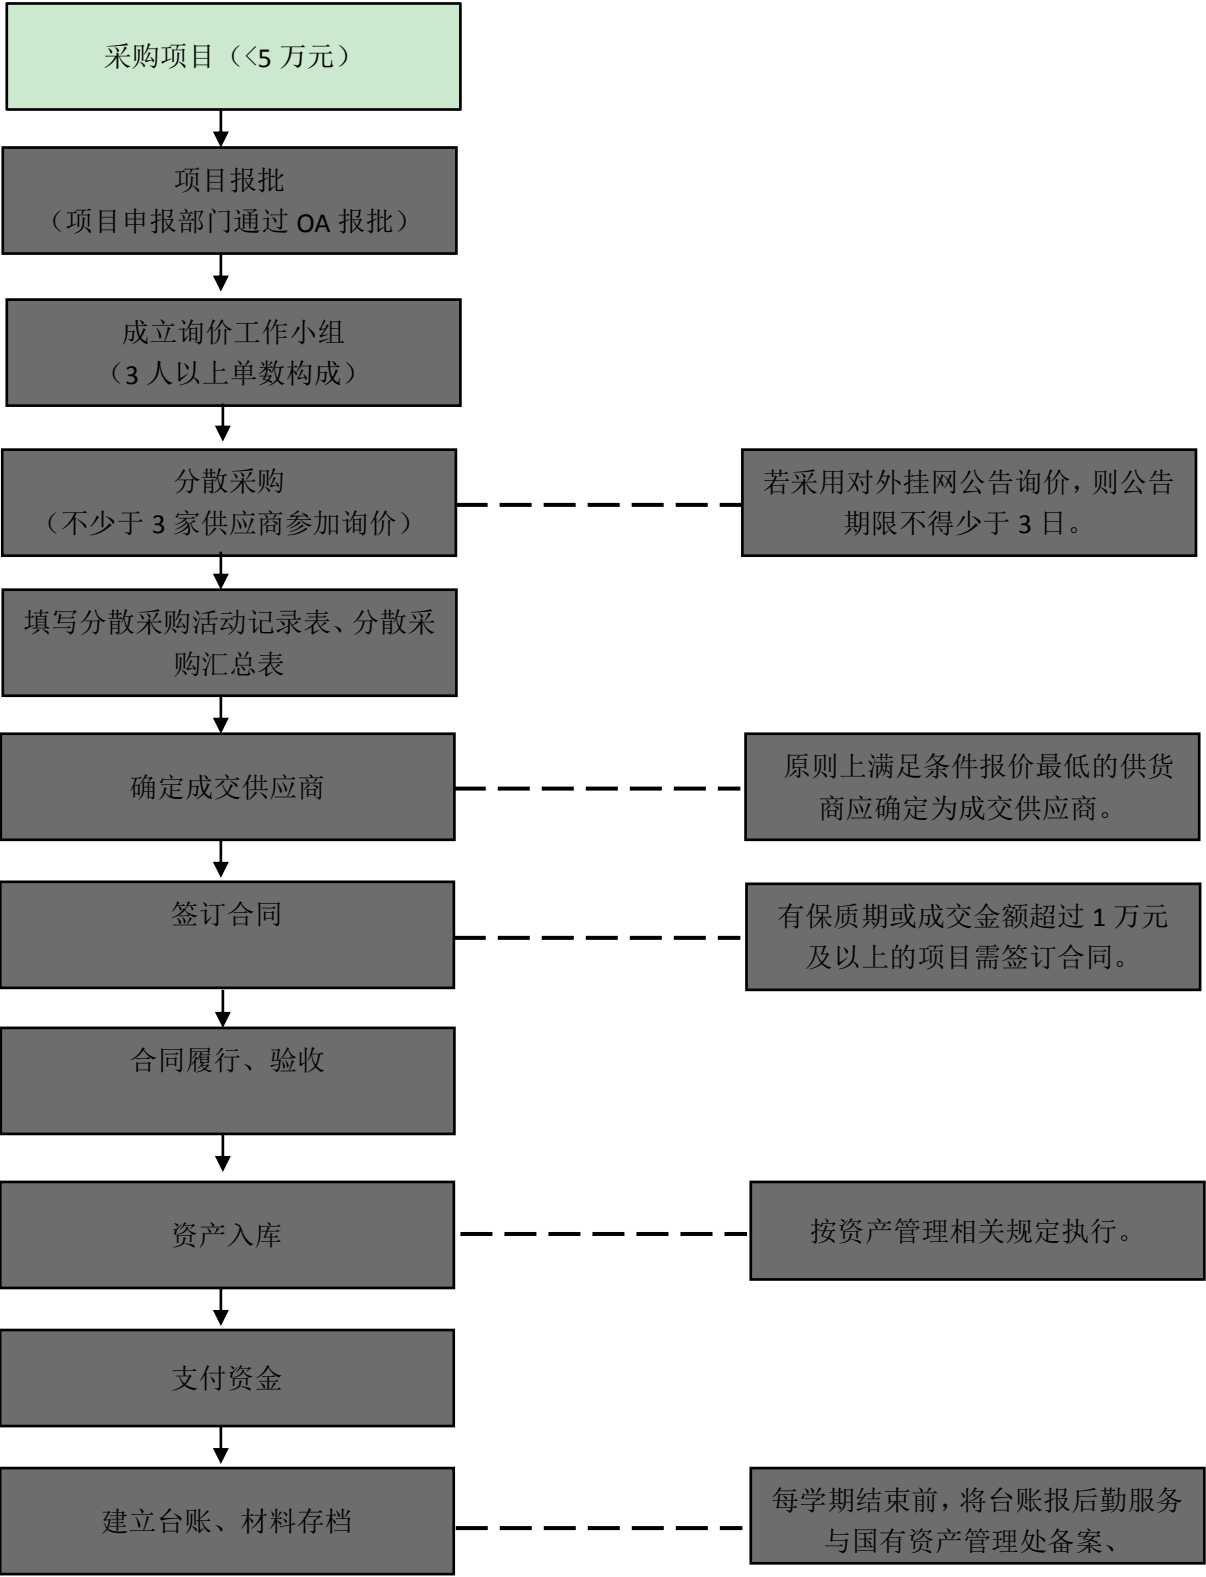 采购项目（<5 万元）
项目报批
（项目申报部门通过 OA 报批）
成立询价工作小组
（3 人以上单数构成）
分散采购
（不少于 3 家供应商参加询价）
若采用对外挂网公告询价，则公告
期限不得少于 3 日。
填写分散采购活动记录表、分散采
购汇总表
确定成交供应商
原则上满足条件报价最低的供货
商应确定为成交供应商。
签订合同
有保质期或成交金额超过 1 万元
及以上的项目需签订合同。
合同履行、验收
资产入库
按资产管理相关规定执行。
支付资金
建立台账、材料存档
每学期结束前，将台账报后勤服务
与国有资产管理处备案、